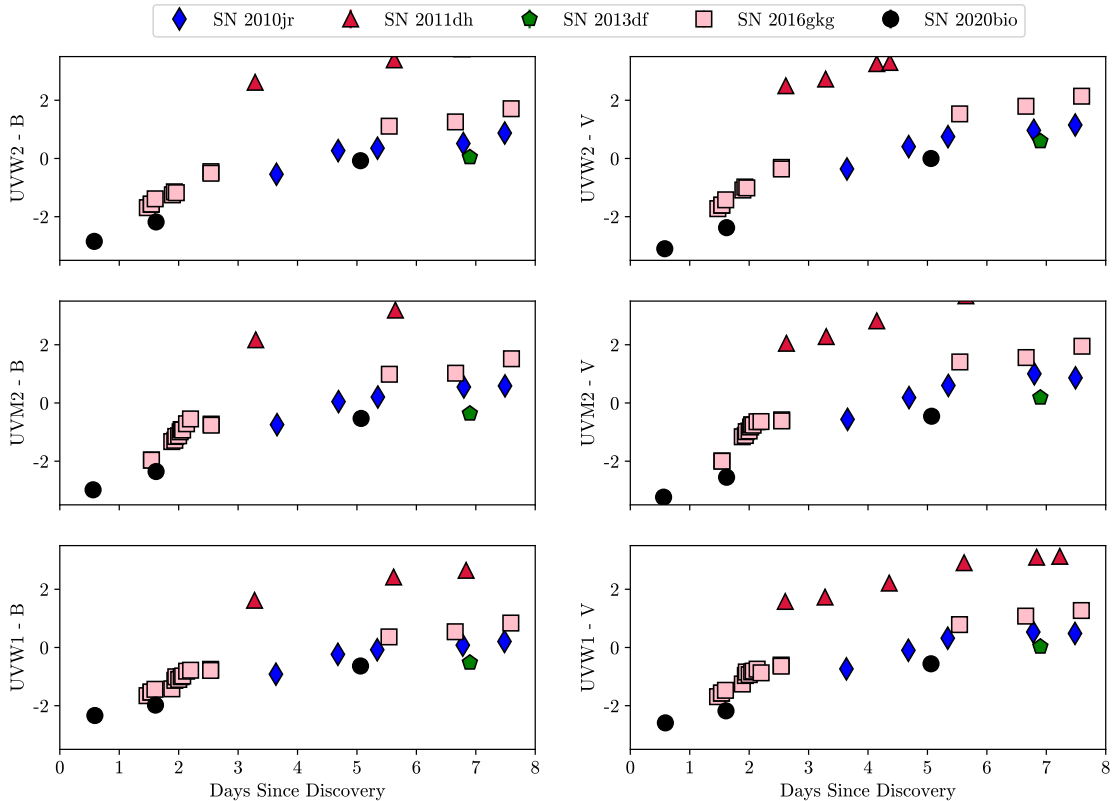 SN 2010jr SN 2011dh SN 2013df SN 2016gkg SN 2020bio
UVW2 - B
2
0
-2
UVW2 - V
2
0
-2
UVM2 - B
2
0
-2
UVM2 - V
2
0
-2
UVW1 - B
2
0
-2
0 1 2 3 4 5 6 7 8
Days Since Discovery
UVW1 - V
2
0
-2
0 1 2 3 4 5 6 7 8
Days Since Discovery